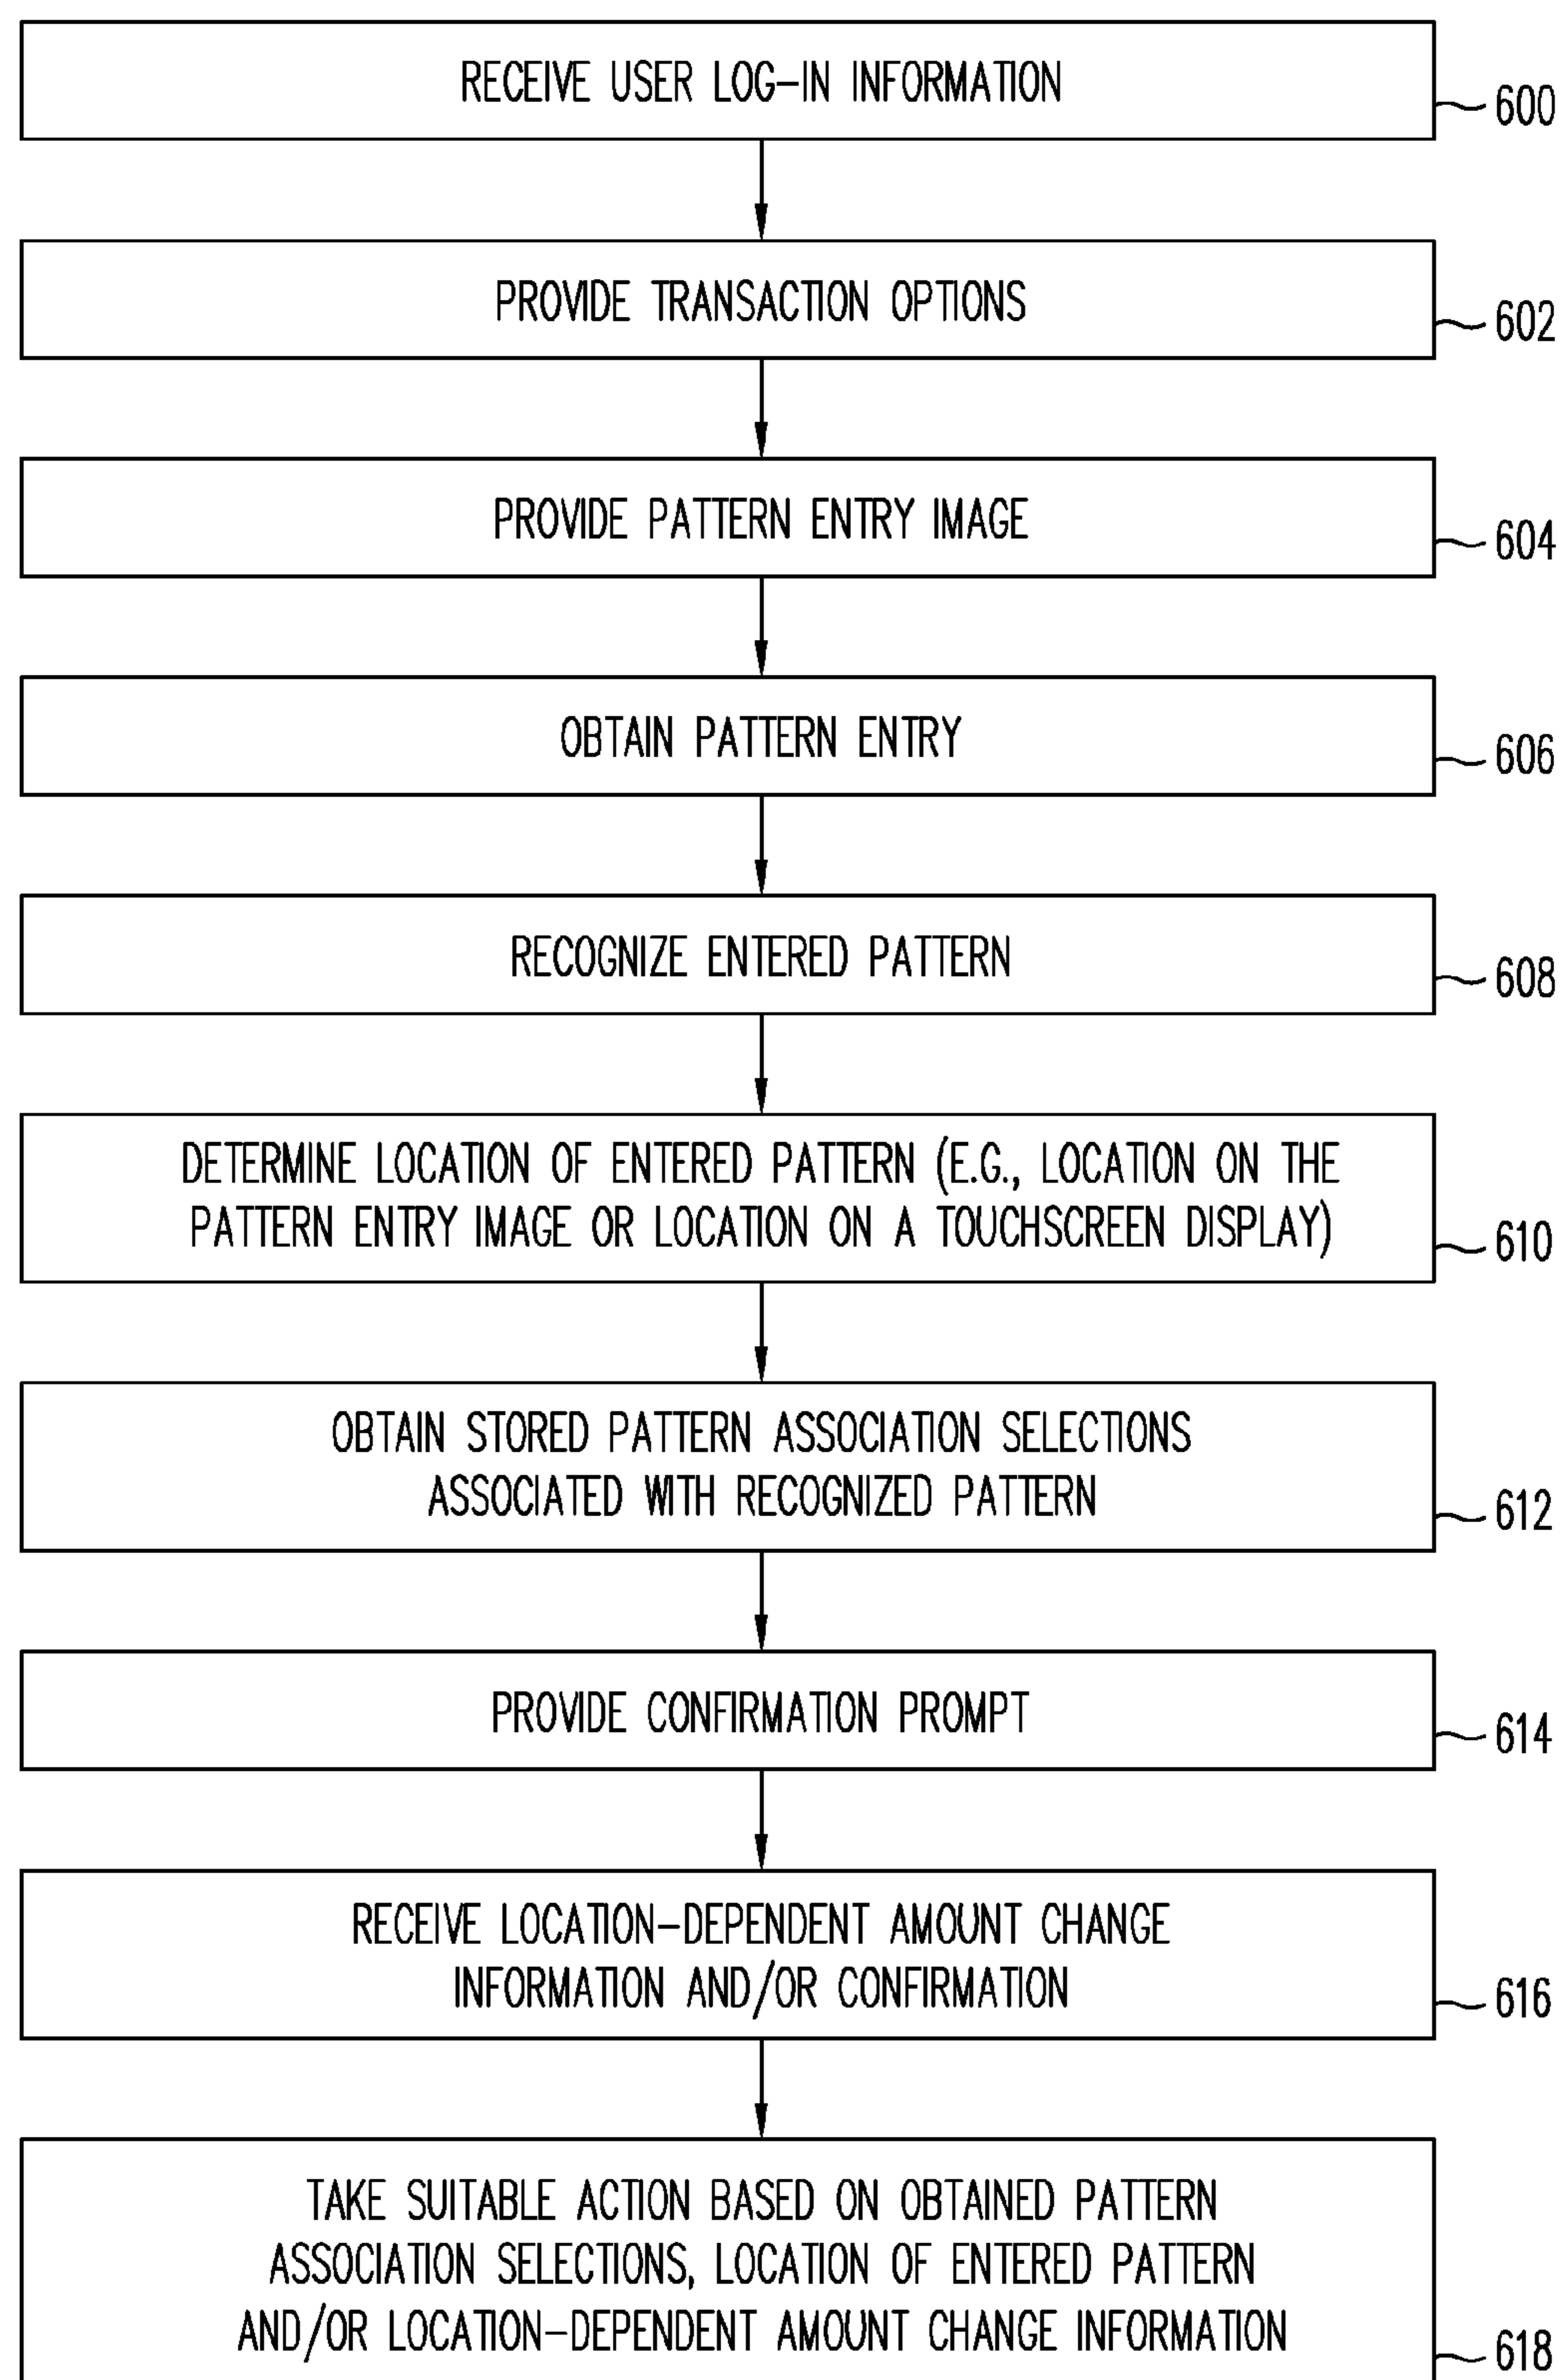 RECEIVE USER LOG-IN INFORMATION
600
PROVIDE TRANSACTION OPTIONS
602
PROVIDE PATTERN ENTRY IMAGE
604
OBTAIN PATTERN ENTRY
606
RECOGNIZE ENTERED PATTERN
608
DETERMINE LOCATION OF ENTERED PATTERN (E.G., LOCATION ON THE
PATTERN ENTRY IMAGE OR LOCATION ON A TOUCHSCREEN DISPLAY)
610
OBTAIN STORED PATTERN ASSOCIATION SELECTIONS
ASSOCIATED WITH RECOGNIZED PATTERN
612
PROVIDE CONFIRMATION PROMPT
614
RECEIVE LOCATION-DEPENDENT AMOUNT CHANGE
INFORMATION AND/OR CONFIRMATION
616
TAKE SUITABLE ACTION BASED ON OBTAINED PATTERN
ASSOCIATION SELECTIONS, LOCATION OF ENTERED PATTERN
AND/OR LOCATION-DEPENDENT AMOUNT CHANGE INFORMATION
618